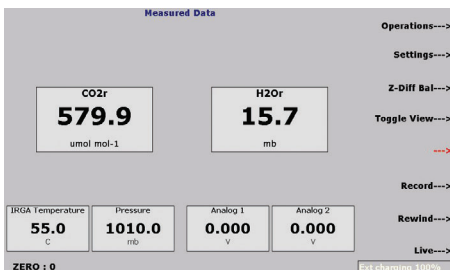 Measured Data
Operations--->
Settings--->
Z-Diff Bal--->
Toggle View--->
--->
Record--->
Rewind--->
Live--->
CO2r
579.9
umol mol-1
H2Or
15.7
mb
IRGA Temperature
55.0
C
Pressure
1010.0
mb
Analog 1
0.000
V
Analog 2
0.000
V
ZERO : 0
Ext charging 100%